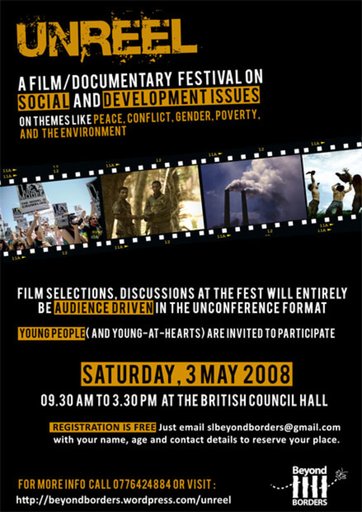 UNREEL
A FILM/DOCUMENTARY FESTIVAL ON
SOCIAL AND DEVELOPMENT ISSUES
ON THEMES LIKE PEACE, CONFLICT, GENDER, POVERTY,
AND THE ENVIRONMENT
FILM SELECTIONS, DISCUSSIONS AT THE FEST WILL ENTIRELY
BE AUDIENCE DRIVEN IN THE UNCONFERENCE FORMAT
YOUNG PEOPLE( AND YOUNG-AT-HEARTS) ARE INVITED TO PARTICIPATE
SATURDAY, 3 MAY 2008
09.30 AM TO 3.30 PM AT THE BRITISH COUNCIL HALL
REGISTRATION IS FREE Just email slbeyondborders@gmail.com
with your name, age and contact details to reserve your place.
FOR MORE INFO CALL 0776424884 OR VISIT :
http://beyondborders.wordpress.com/unreel
Beyond
BORDERS